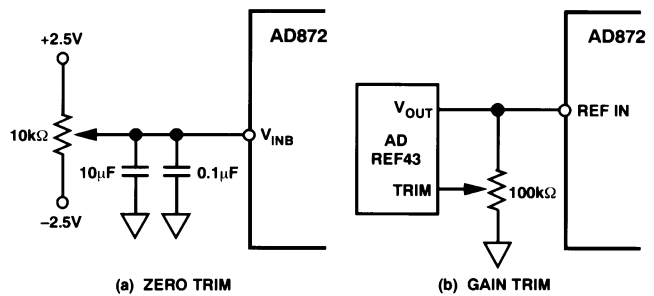 +2.5V
10kΩ
−2.5V
10μF
0.1μF
AD872
VINB
(a) ZERO TRIM
AD872
VOUT
AD
REF43
TRIM
REF IN
100kΩ
(b) GAIN TRIM